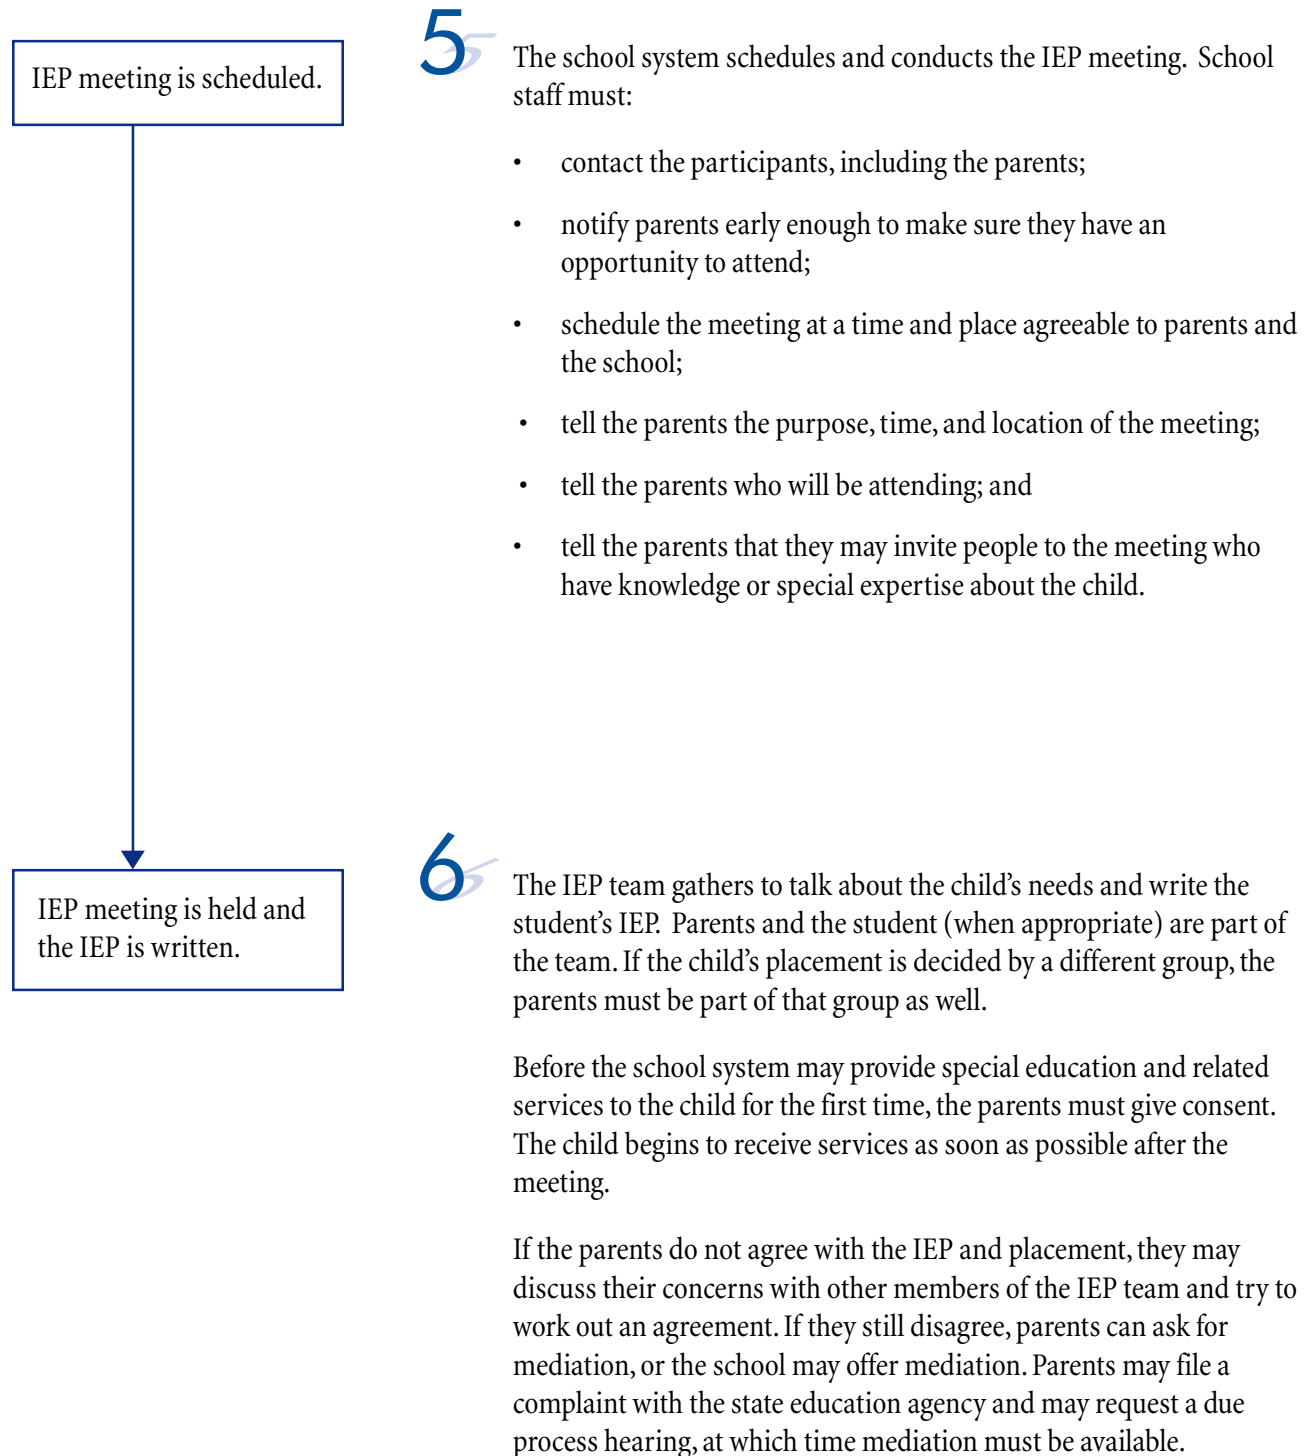 IEP meeting is scheduled.
5
The school system schedules and conducts the IEP meeting. School
staff must:
• contact the participants, including the parents;
• notify parents early enough to make sure they have an
opportunity to attend;
• schedule the meeting at a time and place agreeable to parents and
the school;
• tell the parents the purpose, time, and location of the meeting;
• tell the parents who will be attending; and
• tell the parents that they may invite people to the meeting who
have knowledge or special expertise about the child.
IEP meeting is held and
the IEP is written.
6
The IEP team gathers to talk about the child’s needs and write the
student’s IEP. Parents and the student (when appropriate) are part of
the team. If the child’s placement is decided by a different group, the
parents must be part of that group as well.
Before the school system may provide special education and related
services to the child for the first time, the parents must give consent.
The child begins to receive services as soon as possible after the
meeting.
If the parents do not agree with the IEP and placement, they may
discuss their concerns with other members of the IEP team and try to
work out an agreement. If they still disagree, parents can ask for
mediation, or the school may offer mediation. Parents may file a
complaint with the state education agency and may request a due
process hearing, at which time mediation must be available.